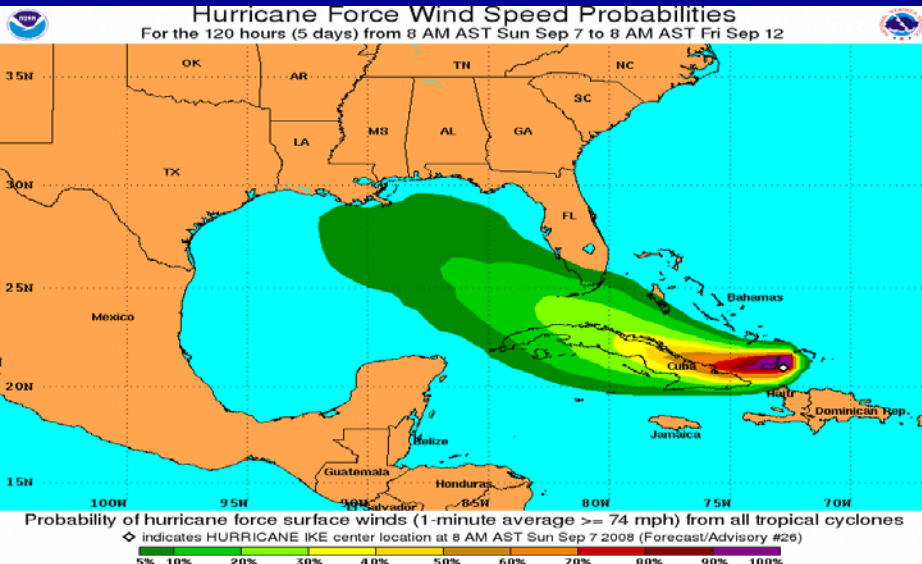 Hurricane Force Wind Speed Probabilities
For the 120 hours (5 days) from 8 AM AST Sun Sep 7 to 8 AM AST Fri Sep 12
NOAA
OK
TN
NC
35N
AR
SC
MS
AL
GA
LA
TX
30N
FL
25N
Bahamas
Mexico
Cuba
20N
Haiti
Dominican Rep.
Jamaica
Belize
Guatemala
15N
Honduras
100W 95W 90W 85W 80W 75W 70W
El Salvador
Probability of hurricane force surface winds (1-minute average >= 74 mph) from all tropical cyclones
◇ indicates HURRICANE IKE center location at 8 AM AST Sun Sep 7 2008 (Forecast/Advisory #26)
5% 10% 20% 30% 40% 50% 60% 70% 80% 90% 100%